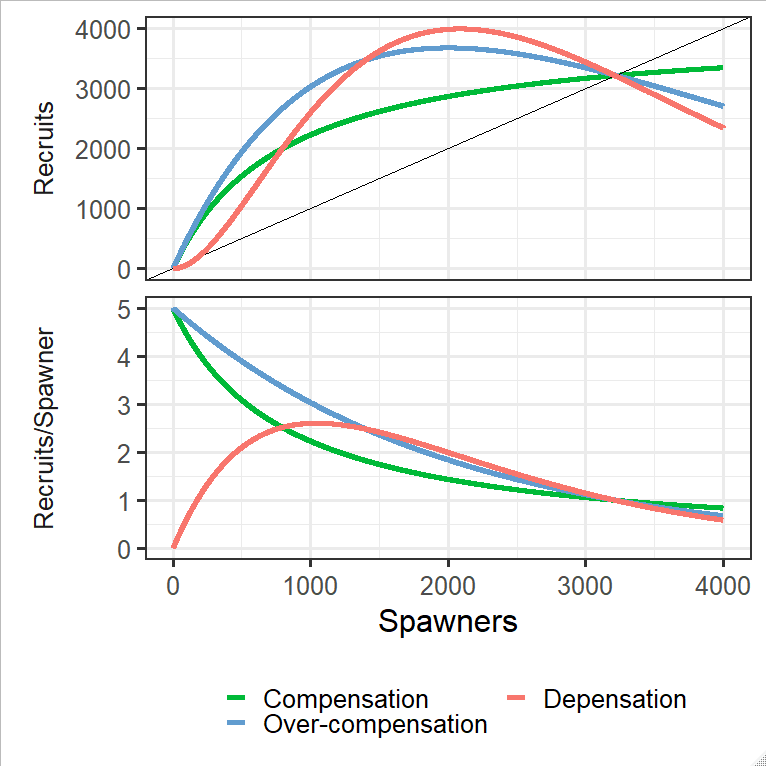 Recruits
4000
3000
2000
1000
0
Recruits/Spawner
5
4
3
2
1
0
0 1000 2000 3000 4000
Spawners
Compensation Depensation
Over-compensation